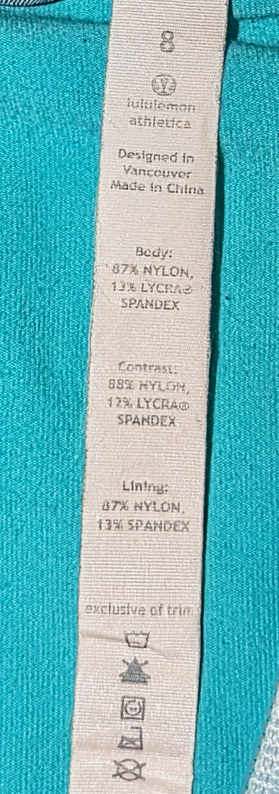 8
lululemon
athletica
Designed in
Vancouver
Made in China
Body:
87% NYLON,
13% LYCRA®
SPANDEX
Contrast:
88% NYLON,
12% LYCRA®
SPANDEX
Lining:
87% NYLON,
13% SPANDEX
exclusive of trim